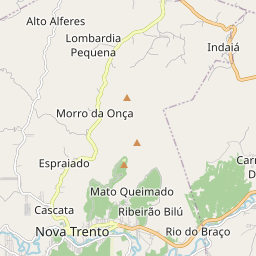 Alto Alferes
Lombardia
Pequena
Indaiá
Morro da Onça
Espraiado
Mato Queimado
Cascata
Ribeirão Bilú
Nova Trento
Rio do Braço